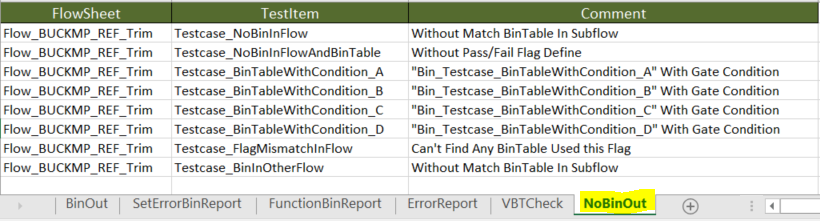 FlowSheet TestItem Comment
Flow_BUCKMP_REF_Trim Testcase_NoBinInFlow Without Match BinTable In Subflow
Flow_BUCKMP_REF_Trim Testcase_NoBinInFlowAndBinTable Without Pass/Fail Flag Define
Flow_BUCKMP_REF_Trim Testcase_BinTableWithCondition_A "Bin_Testcase_BinTableWithCondition_A" With Gate Condition
Flow_BUCKMP_REF_Trim Testcase_BinTableWithCondition_B "Bin_Testcase_BinTableWithCondition_B" With Gate Condition
Flow_BUCKMP_REF_Trim Testcase_BinTableWithCondition_C "Bin_Testcase_BinTableWithCondition_C" With Gate Condition
Flow_BUCKMP_REF_Trim Testcase_BinTableWithCondition_D "Bin_Testcase_BinTableWithCondition_D" With Gate Condition
Flow_BUCKMP_REF_Trim Testcase_FlagMismatchInFlow Can't Find Any BinTable Used this Flag
Flow_BUCKMP_REF_Trim Testcase_BinInOtherFlow Without Match BinTable In Subflow
BinOut SetErrorBinReport FunctionBinReport ErrorReport VBTCheck NoBinOut